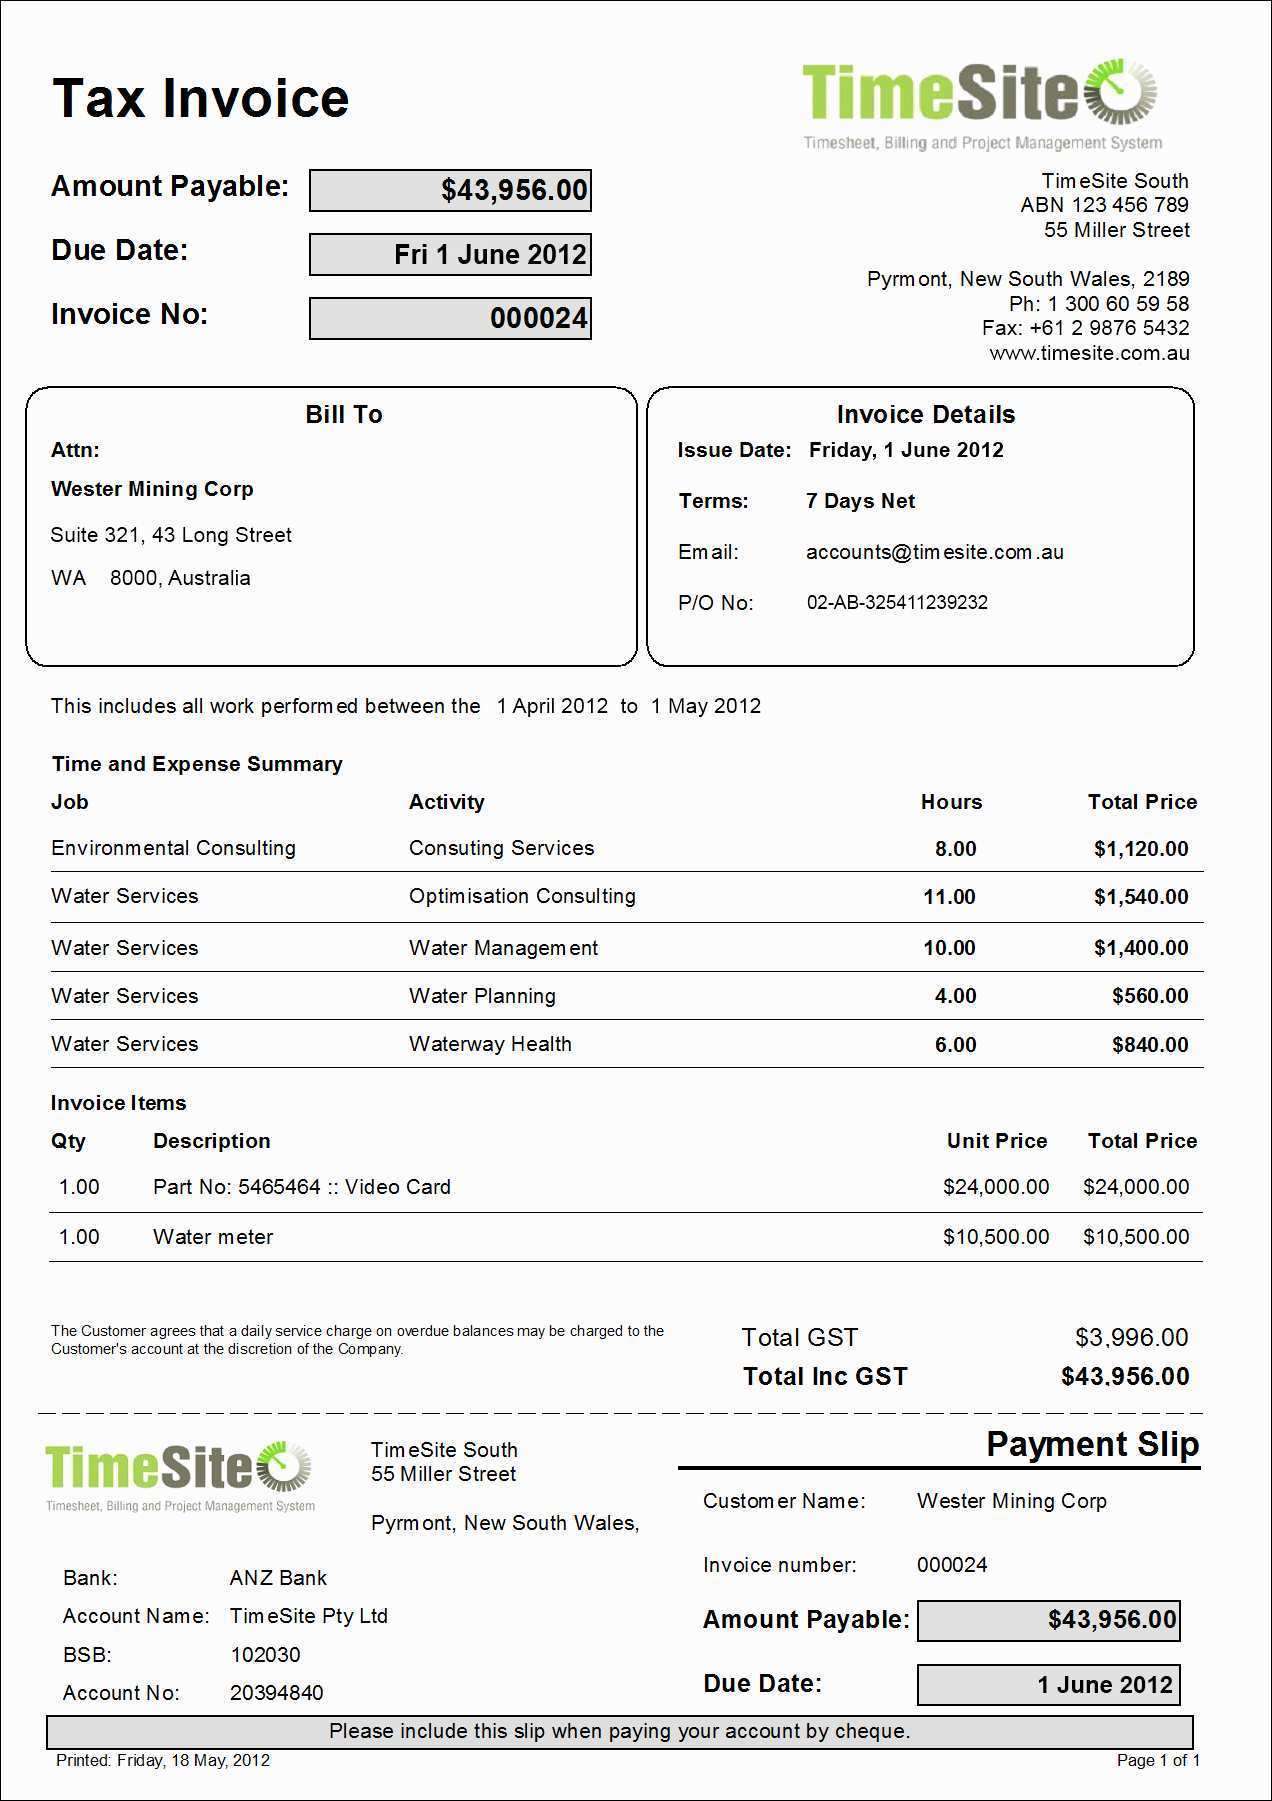 Tax Invoice
TimeSite
Timesheet, Billing and Project Management System
Amount Payable: $43,956.00
Due Date: Fri 1 June 2012
Invoice No: 000024
TimeSite South
ABN 123 456 789
55 Miller Street
Pyrmont, New South Wales, 2189
Ph: 1 300 60 59 58
Fax: +61 2 9876 5432
www.timesite.com.au
Bill To
Attn:
Wester Mining Corp
Suite 321, 43 Long Street
WA 8000, Australia
Invoice Details
Issue Date: Friday, 1 June 2012
Terms: 7 Days Net
Email: accounts@timesite.com.au
P/O No: 02-AB-325411239232
This includes all work performed between the 1 April 2012 to 1 May 2012
Time and Expense Summary
Job Activity Hours Total Price
Environmental Consulting Consuting Services 8.00 $1,120.00
Water Services Optimisation Consulting 11.00 $1,540.00
Water Services Water Management 10.00 $1,400.00
Water Services Water Planning 4.00 $560.00
Water Services Waterway Health 6.00 $840.00
Invoice Items
Qty Description Unit Price Total Price
1.00 Part No: 5465464 :: Video Card $24,000.00 $24,000.00
1.00 Water meter $10,500.00 $10,500.00
The Customer agrees that a daily service charge on overdue balances may be charged to the
Customer's account at the discretion of the Company.
Total GST $3,996.00
Total Inc GST $43,956.00
TimeSite
Timesheet, Billing and Project Management System
TimeSite South
55 Miller Street
Pyrmont, New South Wales,
Bank: ANZ Bank
Account Name: TimeSite Pty Ltd
BSB: 102030
Account No: 20394840
Payment Slip
Customer Name: Wester Mining Corp
Invoice number: 000024
Amount Payable: $43,956.00
Due Date: 1 June 2012
Please include this slip when paying your account by cheque.
Printed: Friday, 18 May, 2012
Page 1 of 1